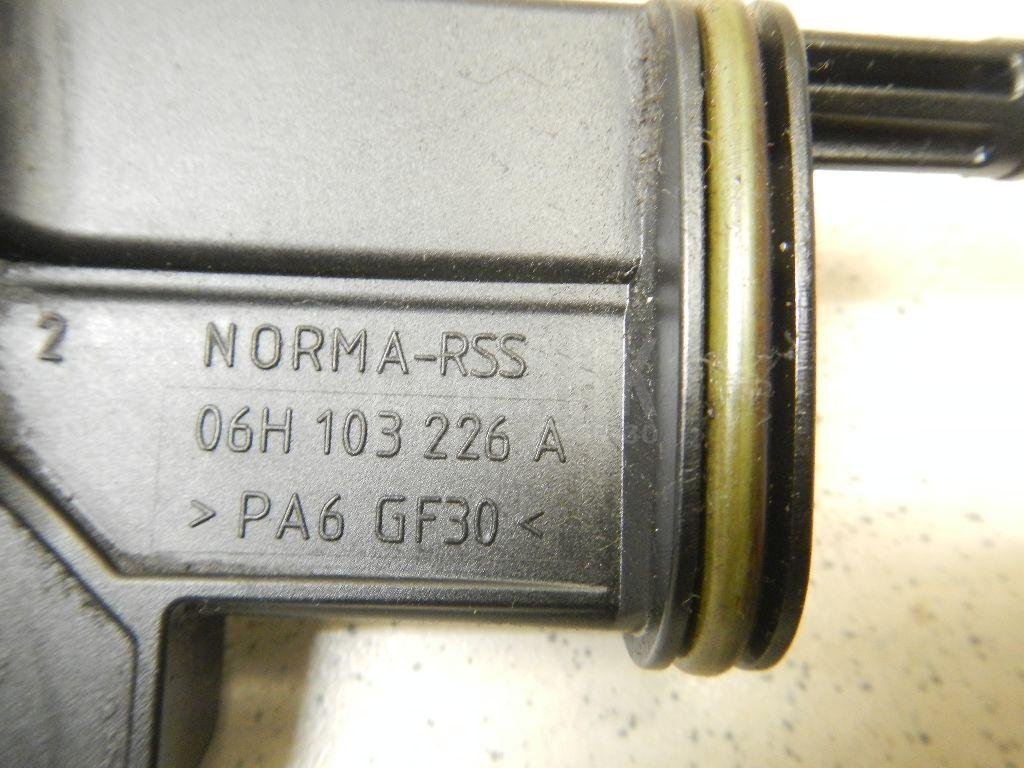 2
NORMA-RSS
06H 103 226 A
> PA6 GF30 <